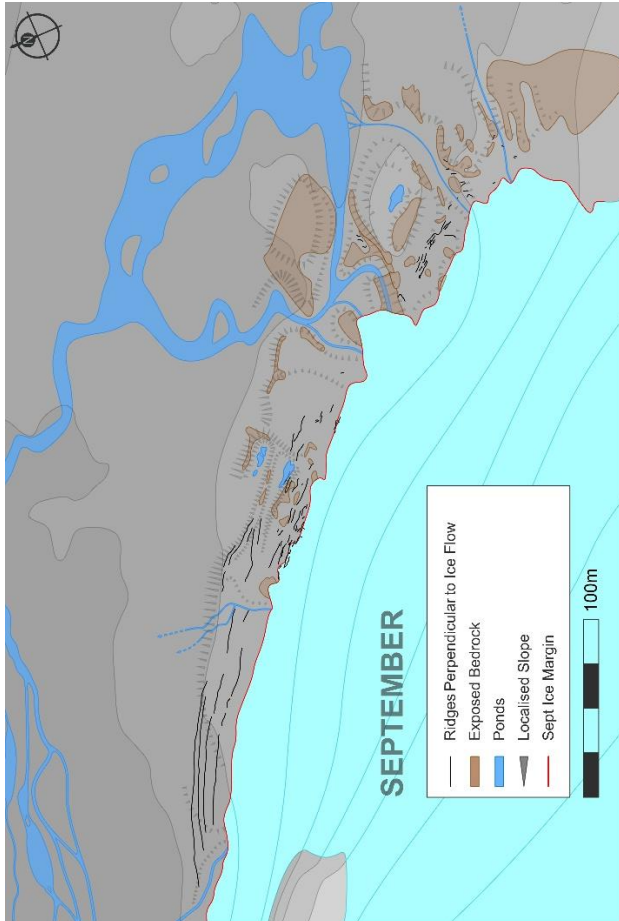 N
SEPTEMBER
Ridges Perpendicular to Ice Flow
Exposed Bedrock
Ponds
Localised Slope
Sept Ice Margin
100m